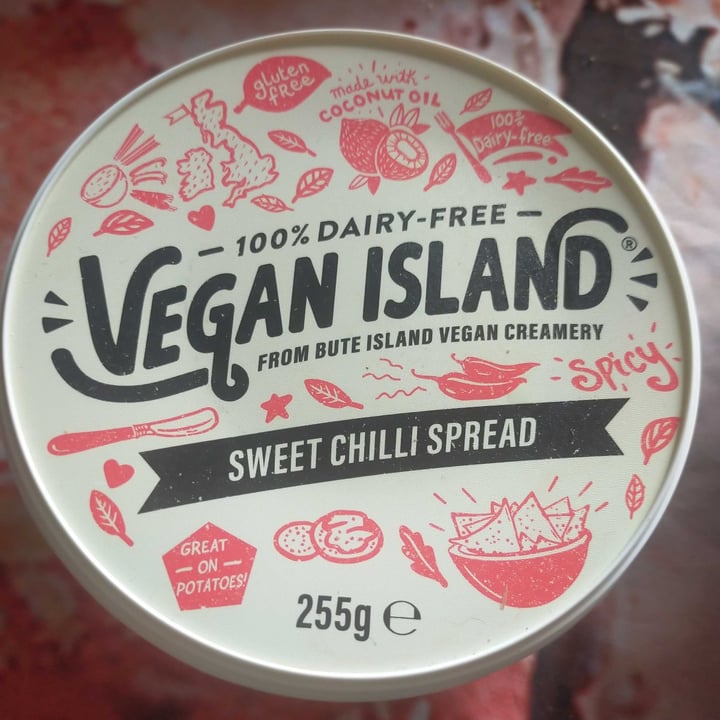 gluten
free
made with
COCONUT OIL
100%
Dairy-free
100% DAIRY-FREE
VEGAN ISLAND®
FROM BUTE ISLAND VEGAN CREAMERY
Spicy
SWEET CHILLI SPREAD
GREAT
— ON —
POTATOES!
255g ℮